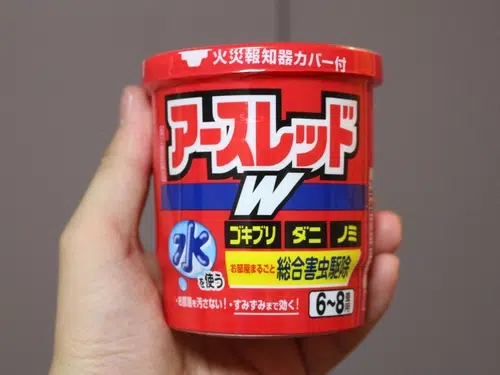 火災報知器カバー付
アースレッド
W
ゴキブリ ダニ ノミ
水
を使う
お部屋まるごと 総合害虫駆除
・お部屋を汚さない!・すみずみまで効く!
6~8畳用